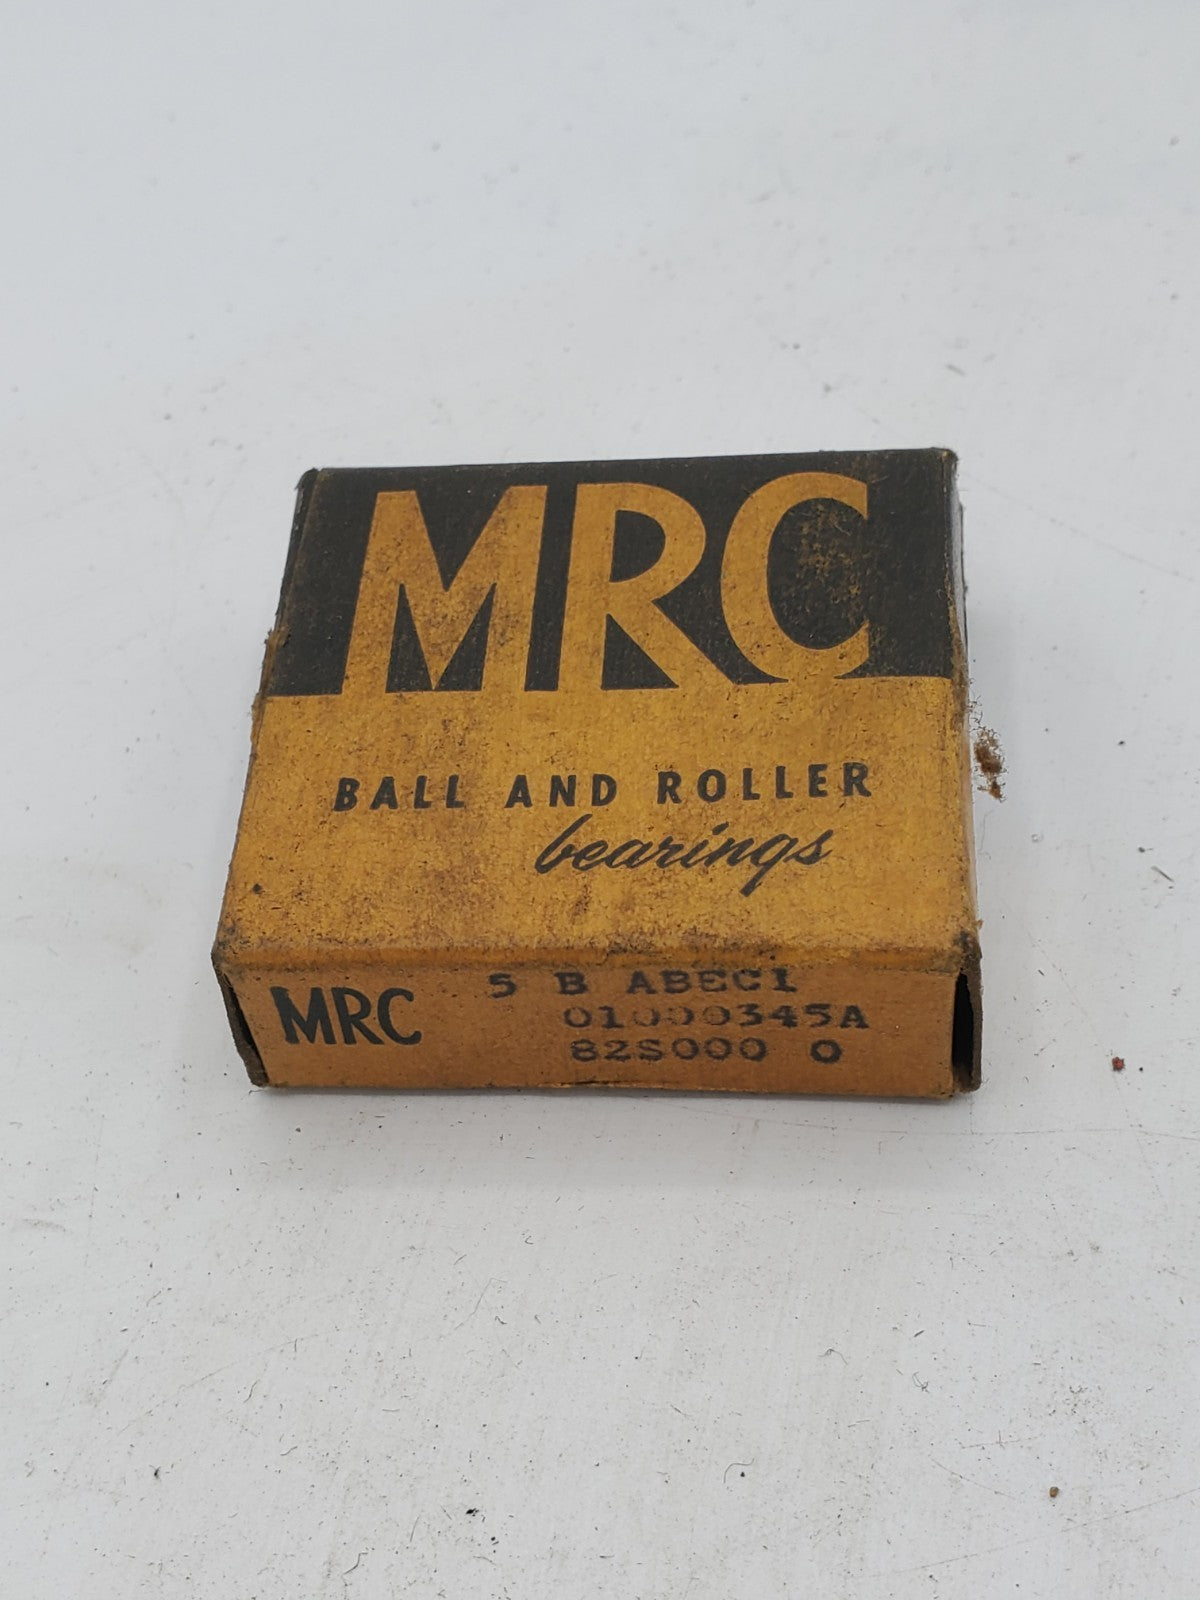 MRC
BALL AND ROLLER
bearings
MRC
5 B ABEC1
01000345A
82S000 0